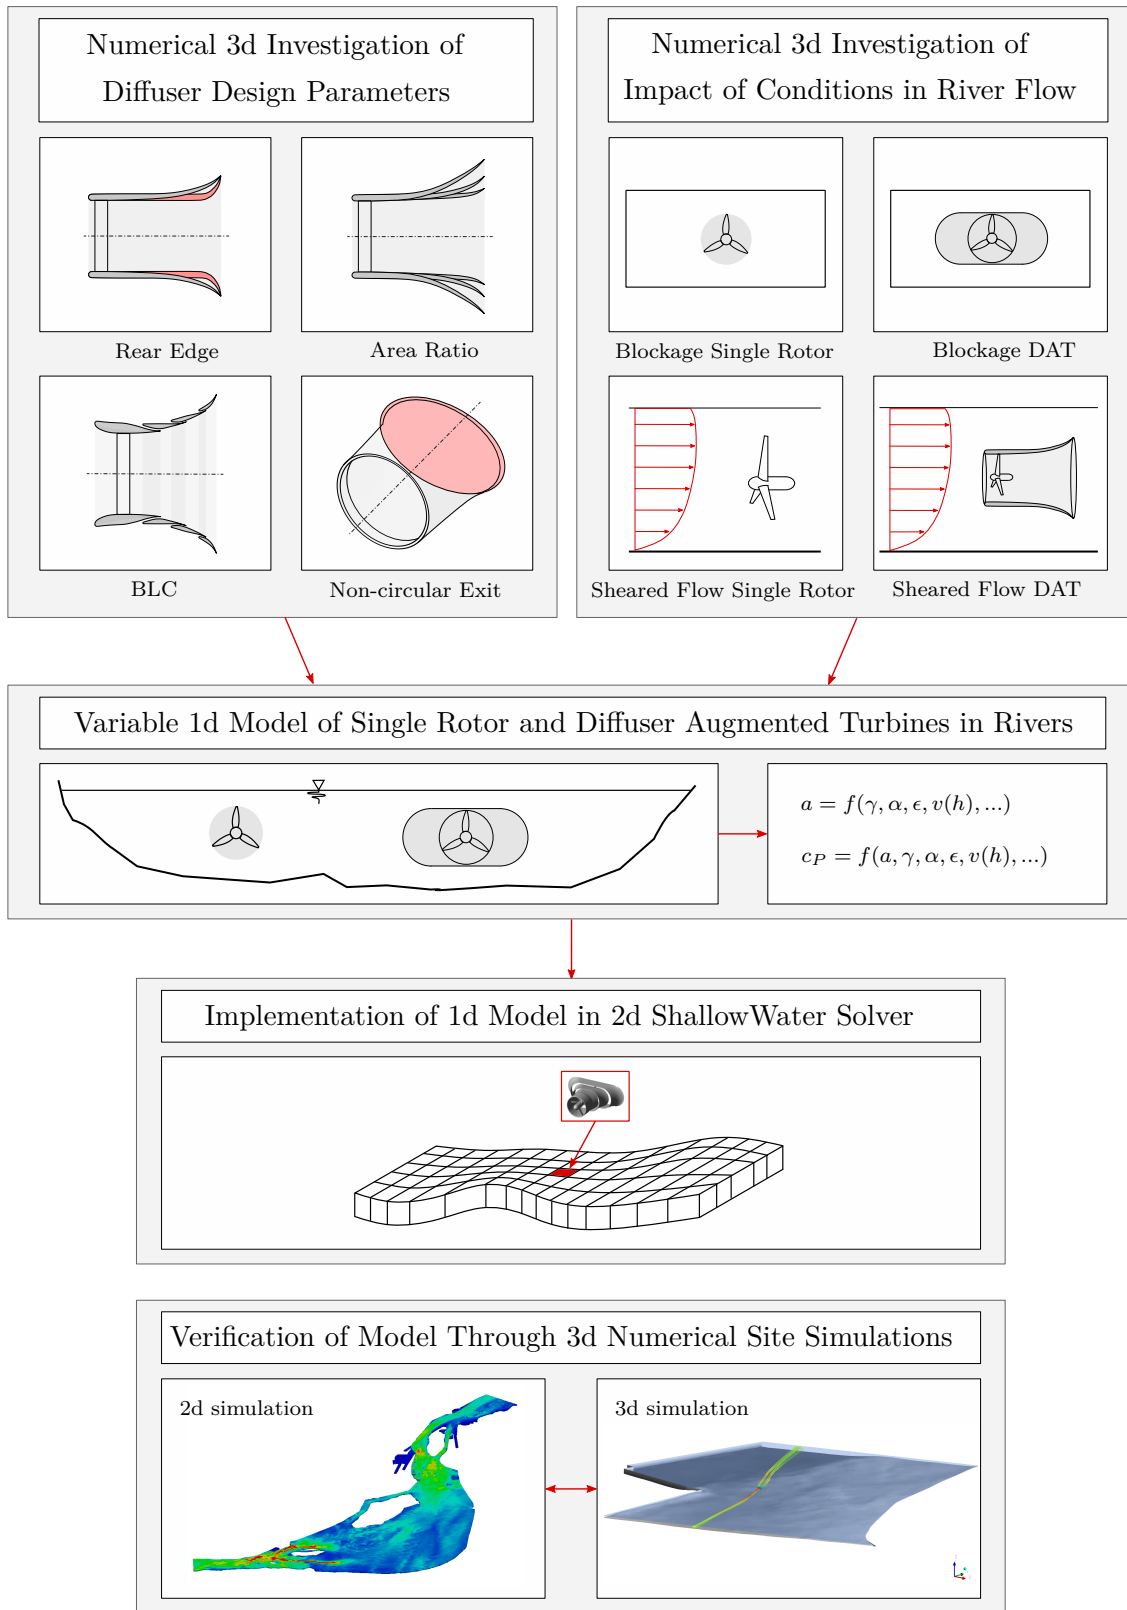 Numerical 3d Investigation of
Diffuser Design Parameters
Rear Edge
Area Ratio
BLC
Non-circular Exit
Numerical 3d Investigation of
Impact of Conditions in River Flow
Blockage Single Rotor
Blockage DAT
Sheared Flow Single Rotor
Sheared Flow DAT
Variable 1d Model of Single Rotor and Diffuser Augmented Turbines in Rivers
a = f(γ, α, ϵ, v(h), ...)
c_P = f(a, γ, α, ϵ, v(h), ...)
Implementation of 1d Model in 2d ShallowWater Solver
Verification of Model Through 3d Numerical Site Simulations
2d simulation
3d simulation